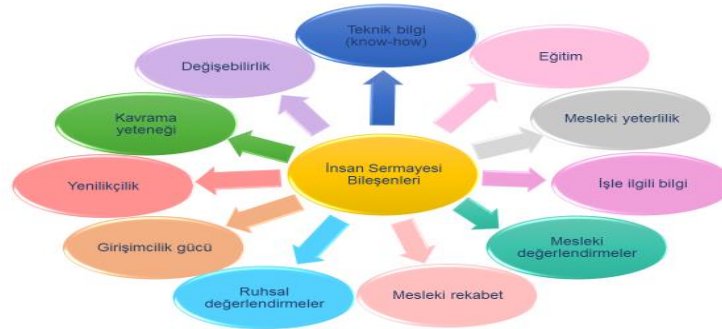 Teknik bilgi
(know-how)
Eğitim
Mesleki yeterlilik
İşle ilgili bilgi
Mesleki
değerlendirmeler
Mesleki rekabet
Ruhsal
değerlendirmeler
Girişimcilik gücü
Yenilikçilik
Kavrama
yeteneği
Değişebilirlik
İnsan Sermayesi
Bileşenleri